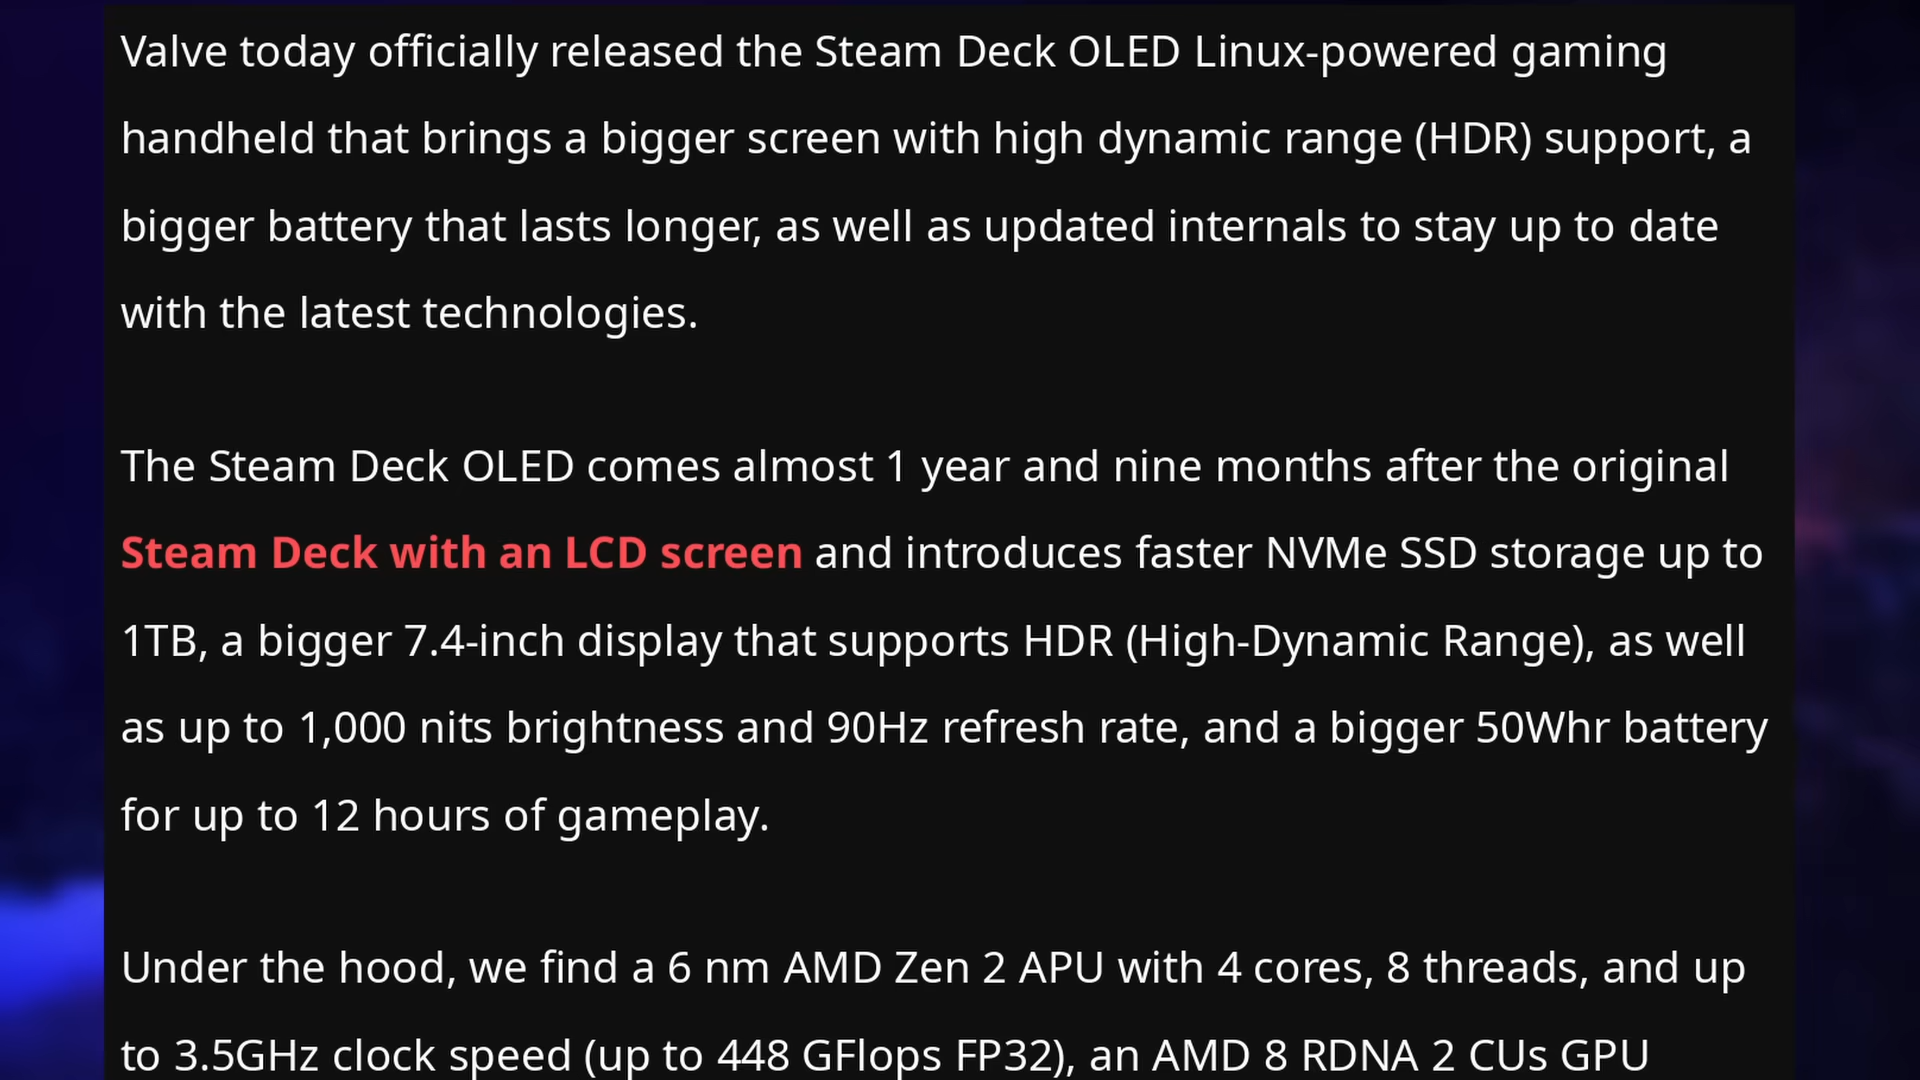 Valve today officially released the Steam Deck OLED Linux-powered gaming
handheld that brings a bigger screen with high dynamic range (HDR) support, a
bigger battery that lasts longer, as well as updated internals to stay up to date
with the latest technologies.
The Steam Deck OLED comes almost 1 year and nine months after the original
Steam Deck with an LCD screen and introduces faster NVMe SSD storage up to
1TB, a bigger 7.4-inch display that supports HDR (High-Dynamic Range), as well
as up to 1,000 nits brightness and 90Hz refresh rate, and a bigger 50Whr battery
for up to 12 hours of gameplay.
Under the hood, we find a 6 nm AMD Zen 2 APU with 4 cores, 8 threads, and up
to 3.5GHz clock speed (up to 448 GFlops FP32), an AMD 8 RDNA 2 CUs GPU